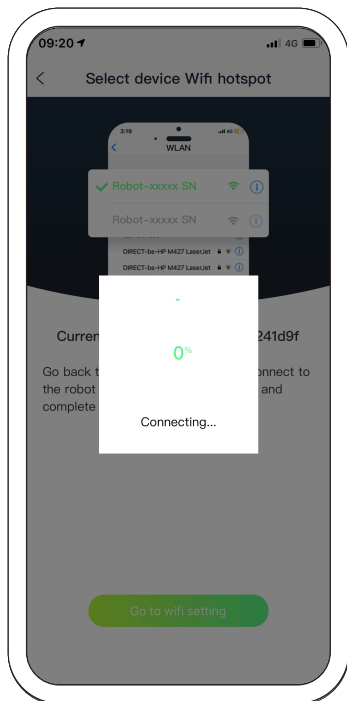 09:20
4G
Select device Wifi hotspot
3:19
4G
WLAN
Robot-xxxxx SN
Robot-xxxxx SN
DIRECT-be-HP M427 LaserJet
DIRECT-be-HP M427 LaserJet
Curren 241d9f
0%
Go back t onnect to
the robot and
complete
Connecting...
Go to wifi setting